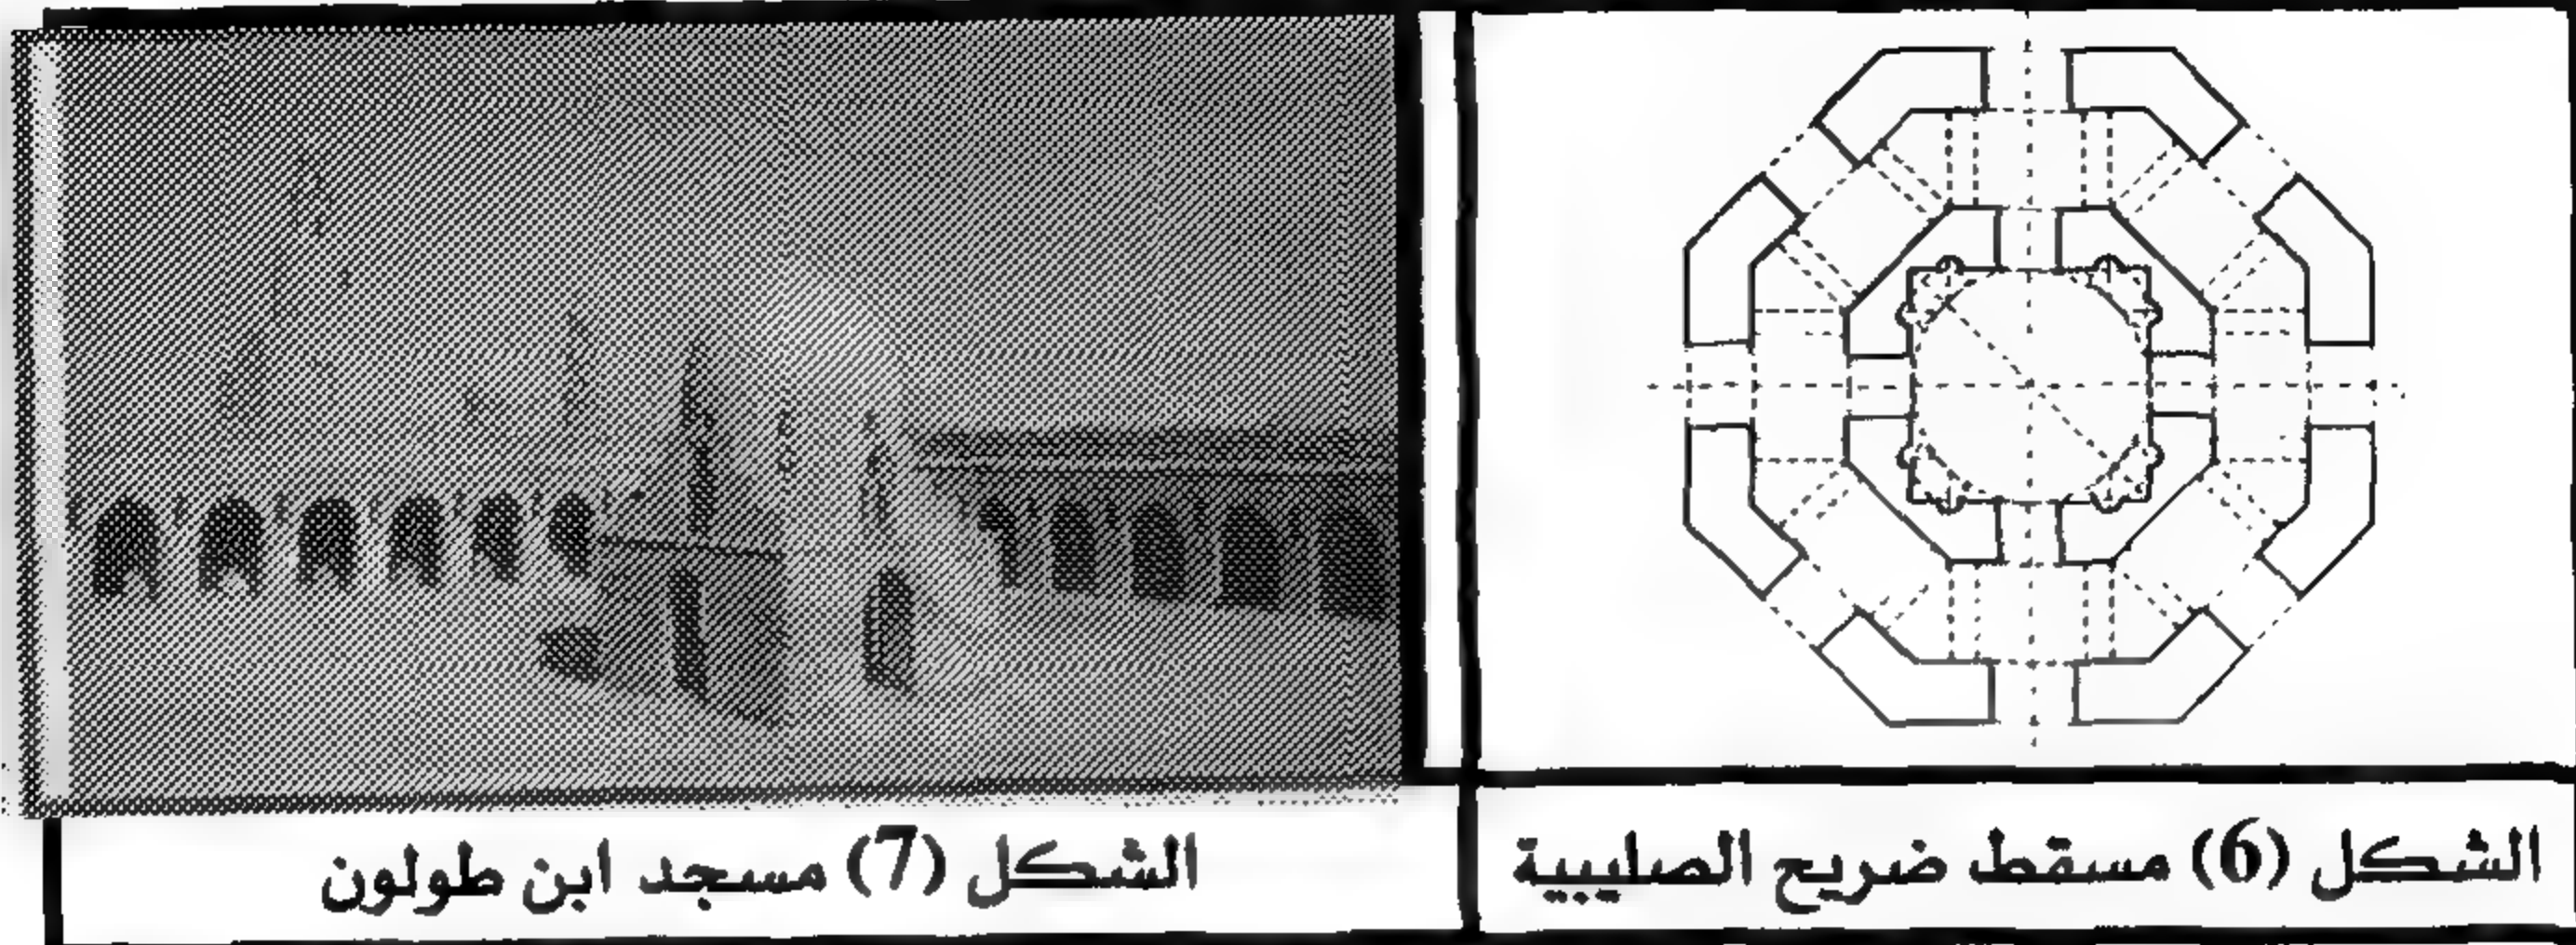 الشكل (6) مسقط ضريح الصليبية
الشكل (7) مسجد ابن طولون